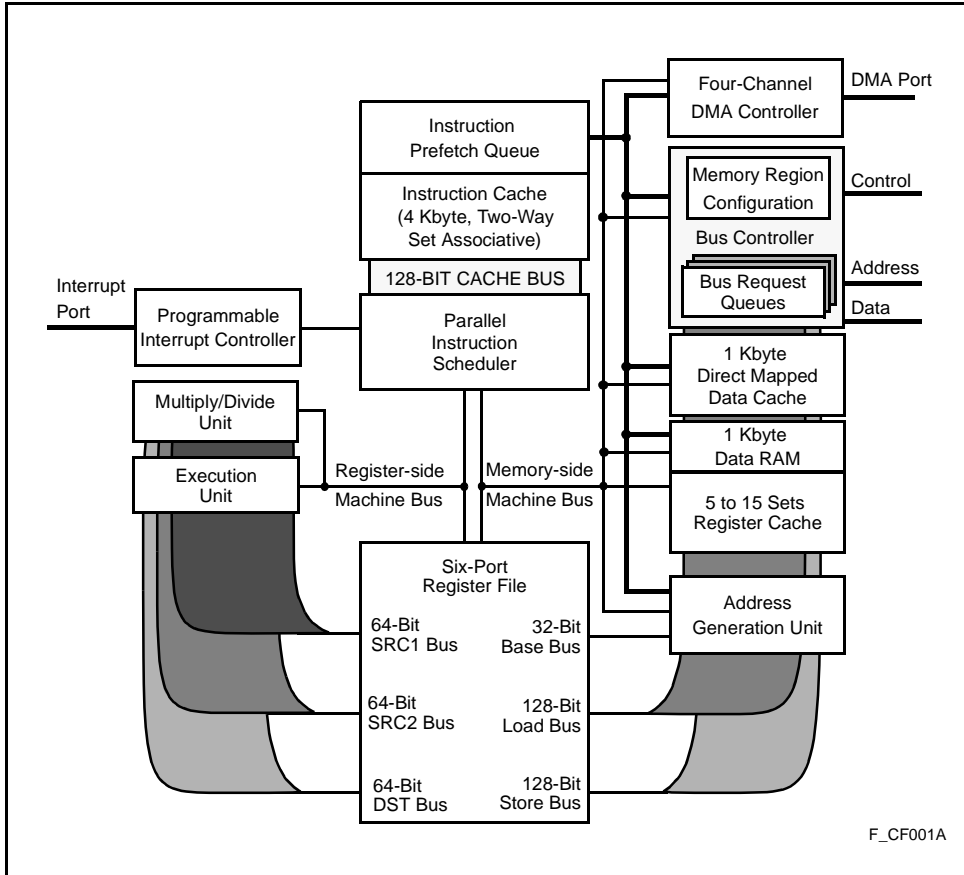 Four-Channel
DMA Controller
DMA Port
Instruction
Prefetch Queue
Memory Region
Configuration
Control
Instruction Cache
(4 Kbyte, Two-Way
Set Associative)
Bus Controller
128-BIT CACHE BUS
Bus Request
Queues
Address
Data
Interrupt
Port
Programmable
Interrupt Controller
Parallel
Instruction
Scheduler
1 Kbyte
Direct Mapped
Data Cache
Multiply/Divide
Unit
1 Kbyte
Data RAM
Execution
Unit
Register-side
Machine Bus
Memory-side
Machine Bus
5 to 15 Sets
Register Cache
Six-Port
Register File
Address
Generation Unit
64-Bit
SRC1 Bus
32-Bit
Base Bus
64-Bit
SRC2 Bus
128-Bit
Load Bus
64-Bit
DST Bus
128-Bit
Store Bus
F_CF001A